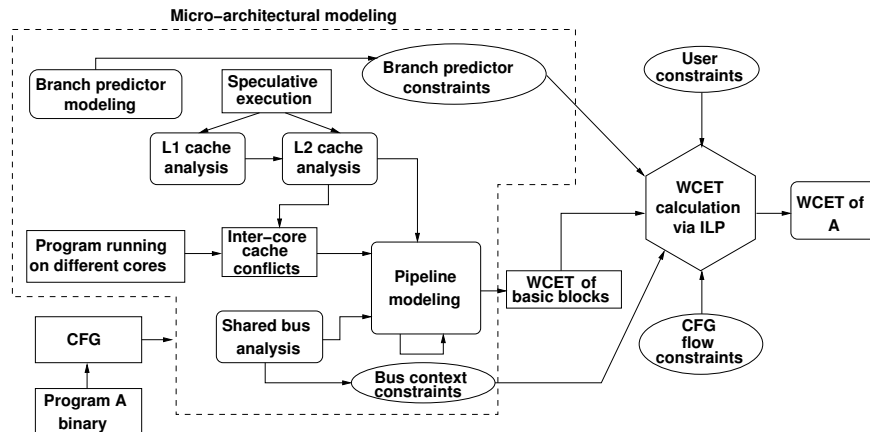 Micro-architectural modeling
Branch predictor
modeling
Speculative
execution
Branch predictor
constraints
User
constraints
L1 cache
analysis
L2 cache
analysis
WCET
calculation
via ILP
WCET of
A
Program running
on different cores
Inter-core
cache
conflicts
Pipeline
modeling
WCET of
basic blocks
Shared bus
analysis
CFG
Bus context
constraints
CFG
flow
constraints
Program A
binary